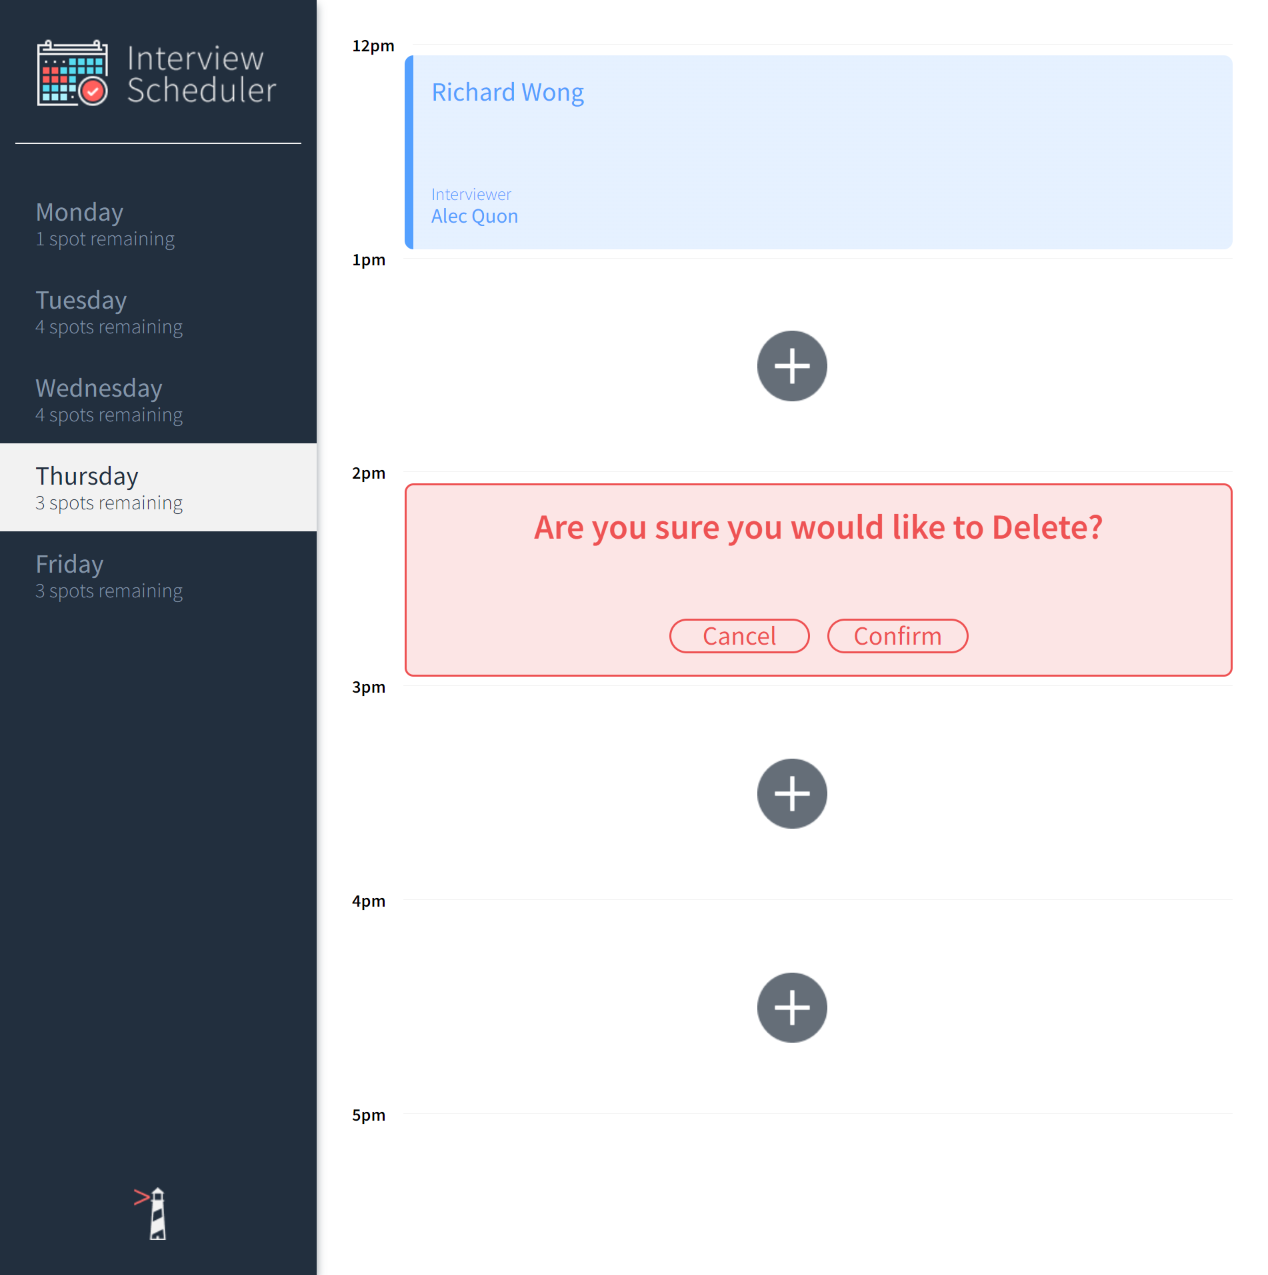 Interview
Scheduler
Monday
1 spot remaining
Tuesday
4 spots remaining
Wednesday
4 spots remaining
Thursday
3 spots remaining
Friday
3 spots remaining
12pm
Richard Wong
Interviewer
Alec Quon
1pm
2pm
Are you sure you would like to Delete?
Cancel Confirm
3pm
4pm
5pm